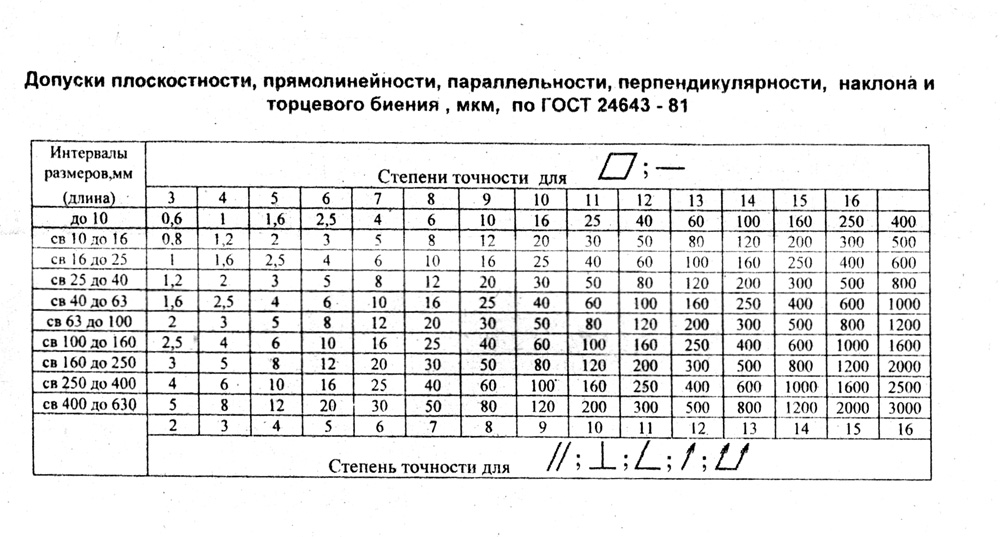 Допуски плоскостности, прямолинейности, параллельности, перпендикулярности, наклона и
торцевого биения , мкм, по ГОСТ 24643 - 81
Интервалы
размеров,мм
(длина)
Степени точности для ▱ ; —
3 4 5 6 7 8 9 10 11 12 13 14 15 16
до 10 0,6 1 1,6 2,5 4 6 10 16 25 40 60 100 160 250 400
св 10 до 16 0.8 1,2 2 3 5 8 12 20 30 50 80 120 200 300 500
св 16 до 25 1 1,6 2,5 4 6 10 16 25 40 60 100 160 250 400 600
св 25 до 40 1,2 2 3 5 8 12 20 30 50 80 120 200 300 500 800
св 40 до 63 1,6 2,5 4 6 10 16 25 40 60 100 160 250 400 600 1000
св 63 до 100 2 3 5 8 12 20 30 50 80 120 200 300 500 800 1200
св 100 до 160 2,5 4 6 10 16 25 40 60 100 160 250 400 600 1000 1600
св 160 до 250 3 5 8 12 20 30 50 80 120 200 300 500 800 1200 2000
св 250 до 400 4 6 10 16 25 40 60 100 160 250 400 600 1000 1600 2500
св 400 до 630 5 8 12 20 30 50 80 120 200 300 500 800 1200 2000 3000
2 3 4 5 6 7 8 9 10 11 12 13 14 15 16
Степень точности для // ; ⊥ ; ∠ ; ↗ ; ⌰